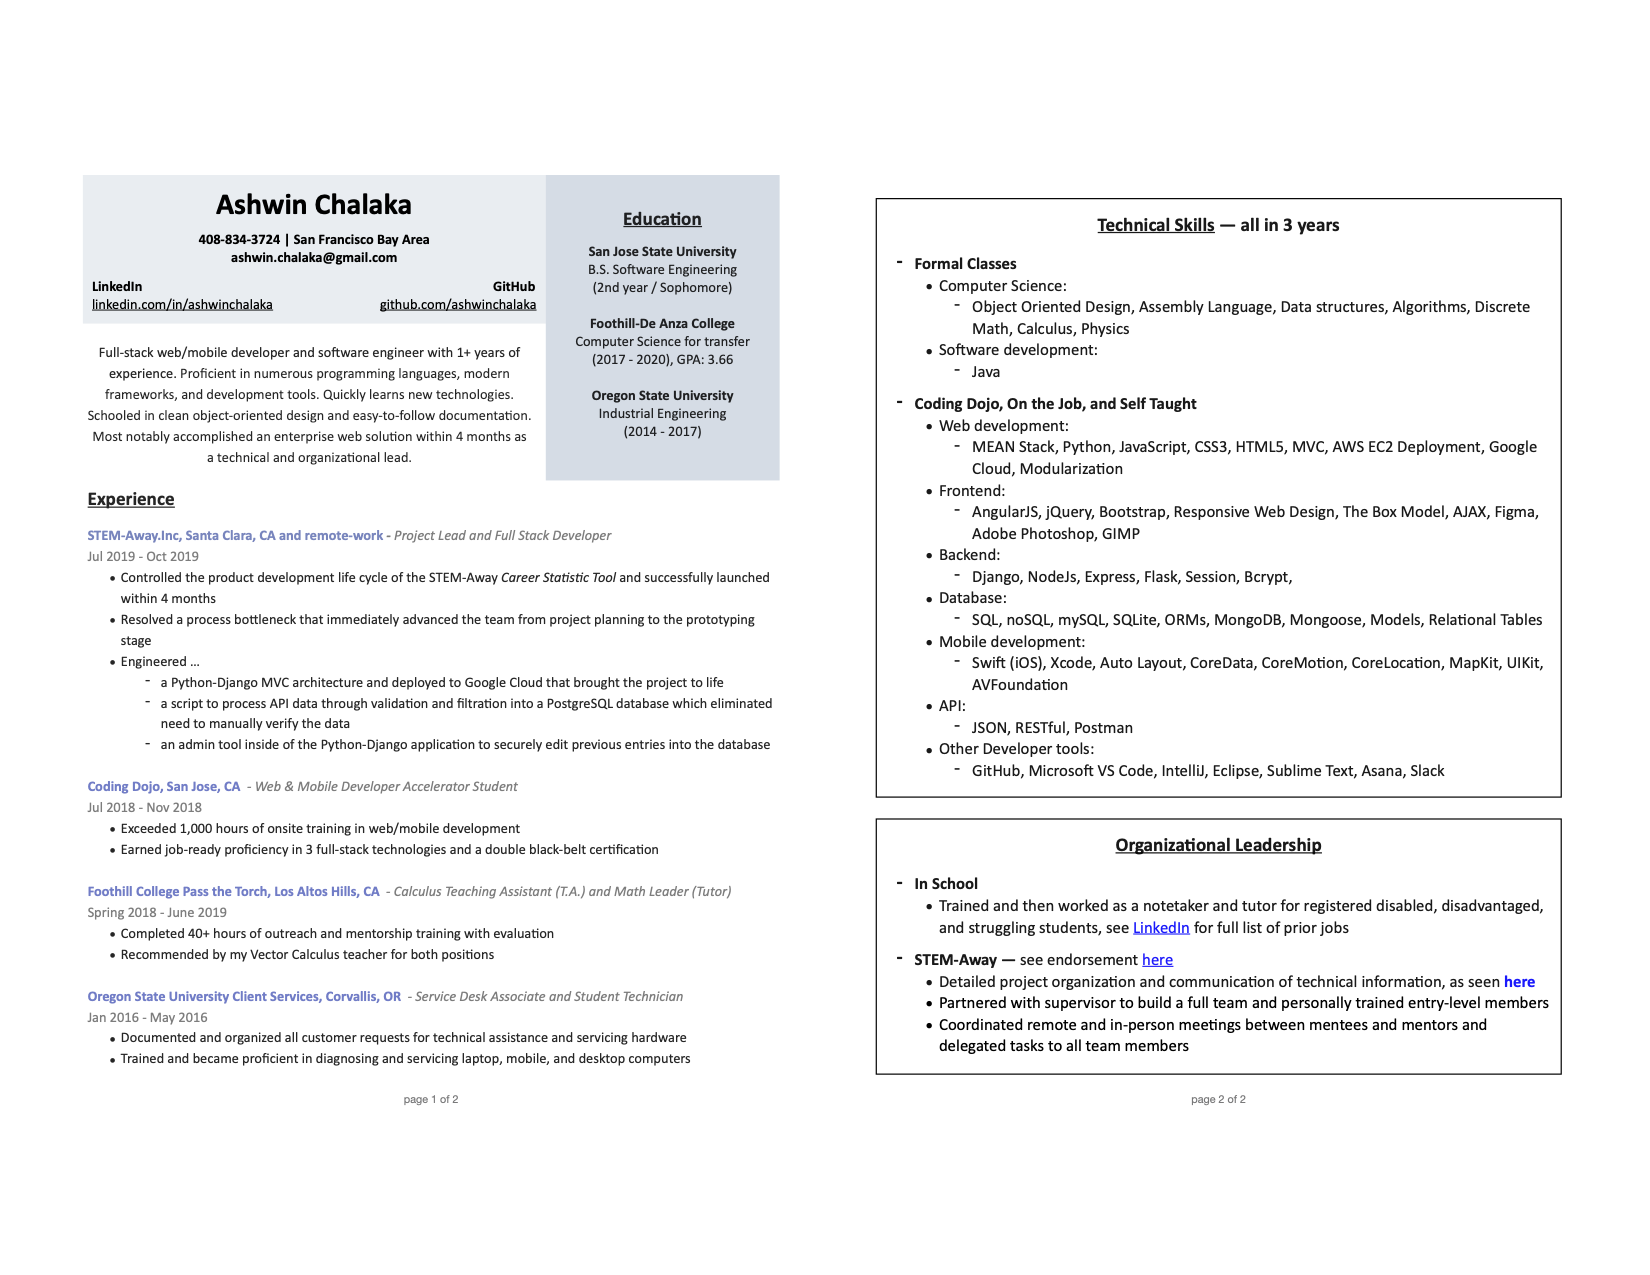 Ashwin Chalaka
408-834-3724 | San Francisco Bay Area
ashwin.chalaka@gmail.com
LinkedIn
linkedin.com/in/ashwinchalaka
GitHub
github.com/ashwinchalaka
Full-stack web/mobile developer and software engineer with 1+ years of
experience. Proficient in numerous programming languages, modern
frameworks, and development tools. Quickly learns new technologies.
Schooled in clean object-oriented design and easy-to-follow documentation.
Most notably accomplished an enterprise web solution within 4 months as
a technical and organizational lead.
Education
San Jose State University
B.S. Software Engineering
(2nd year / Sophomore)
Foothill-De Anza College
Computer Science for transfer
(2017 - 2020), GPA: 3.66
Oregon State University
Industrial Engineering
(2014 - 2017)
Experience
STEM-Away.Inc, Santa Clara, CA and remote-work - Project Lead and Full Stack Developer
Jul 2019 - Oct 2019
• Controlled the product development life cycle of the STEM-Away Career Statistic Tool and successfully launched
within 4 months
• Resolved a process bottleneck that immediately advanced the team from project planning to the prototyping
stage
• Engineered ...
- a Python-Django MVC architecture and deployed to Google Cloud that brought the project to life
- a script to process API data through validation and filtration into a PostgreSQL database which eliminated
need to manually verify the data
- an admin tool inside of the Python-Django application to securely edit previous entries into the database
Coding Dojo, San Jose, CA - Web & Mobile Developer Accelerator Student
Jul 2018 - Nov 2018
• Exceeded 1,000 hours of onsite training in web/mobile development
• Earned job-ready proficiency in 3 full-stack technologies and a double black-belt certification
Foothill College Pass the Torch, Los Altos Hills, CA - Calculus Teaching Assistant (T.A.) and Math Leader (Tutor)
Spring 2018 - June 2019
• Completed 40+ hours of outreach and mentorship training with evaluation
• Recommended by my Vector Calculus teacher for both positions
Oregon State University Client Services, Corvallis, OR - Service Desk Associate and Student Technician
Jan 2016 - May 2016
• Documented and organized all customer requests for technical assistance and servicing hardware
• Trained and became proficient in diagnosing and servicing laptop, mobile, and desktop computers
page 1 of 2
Technical Skills — all in 3 years
- Formal Classes
• Computer Science:
- Object Oriented Design, Assembly Language, Data structures, Algorithms, Discrete
Math, Calculus, Physics
• Software development:
- Java
- Coding Dojo, On the Job, and Self Taught
• Web development:
- MEAN Stack, Python, JavaScript, CSS3, HTML5, MVC, AWS EC2 Deployment, Google
Cloud, Modularization
• Frontend:
- AngularJS, jQuery, Bootstrap, Responsive Web Design, The Box Model, AJAX, Figma,
Adobe Photoshop, GIMP
• Backend:
- Django, NodeJs, Express, Flask, Session, Bcrypt,
• Database:
- SQL, noSQL, mySQL, SQLite, ORMs, MongoDB, Mongoose, Models, Relational Tables
• Mobile development:
- Swift (iOS), Xcode, Auto Layout, CoreData, CoreMotion, CoreLocation, MapKit, UIKit,
AVFoundation
• API:
- JSON, RESTful, Postman
• Other Developer tools:
- GitHub, Microsoft VS Code, IntelliJ, Eclipse, Sublime Text, Asana, Slack
Organizational Leadership
- In School
• Trained and then worked as a notetaker and tutor for registered disabled, disadvantaged,
and struggling students, see LinkedIn for full list of prior jobs
- STEM-Away — see endorsement here
• Detailed project organization and communication of technical information, as seen here
• Partnered with supervisor to build a full team and personally trained entry-level members
• Coordinated remote and in-person meetings between mentees and mentors and
delegated tasks to all team members
page 2 of 2